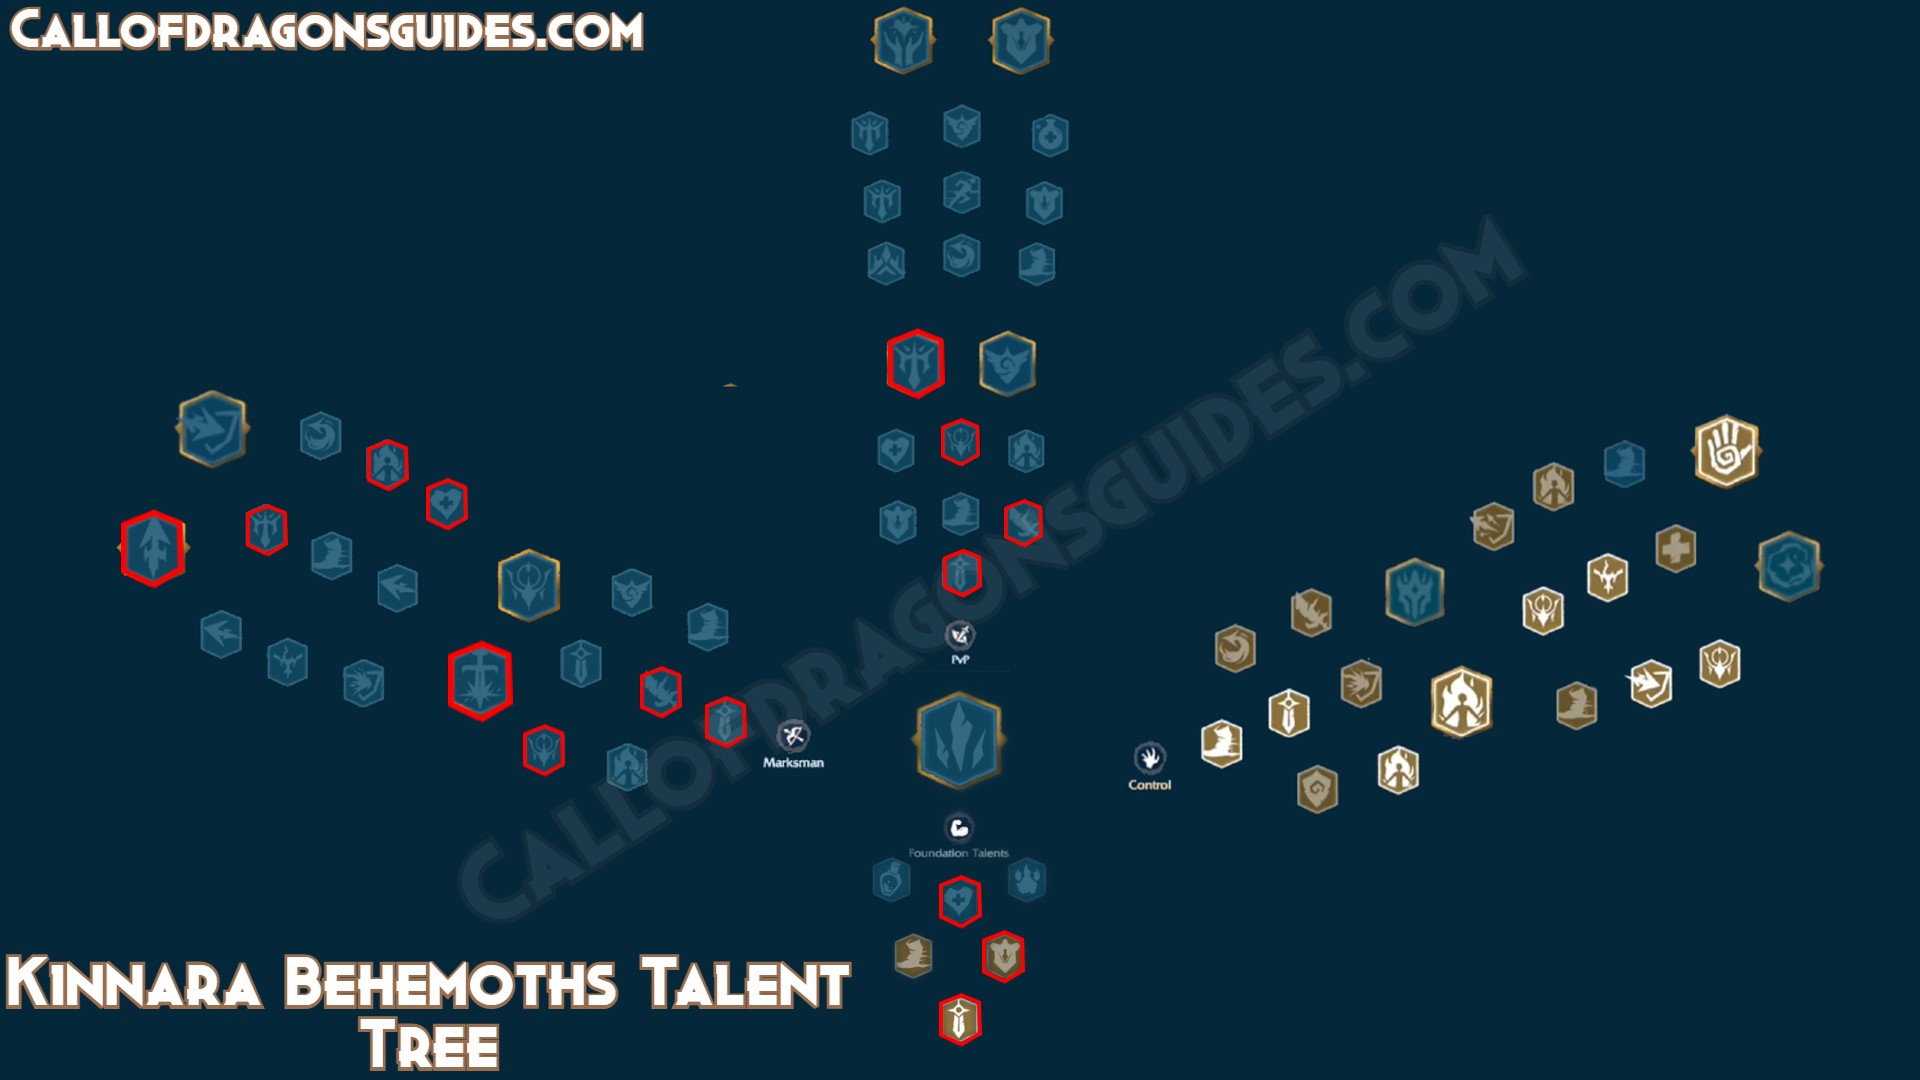 Callofdragonsguides.com
Callofdragonsguides.com
PvP
Marksman
Control
Foundation Talents
Kinnara Behemoths Talent
Tree